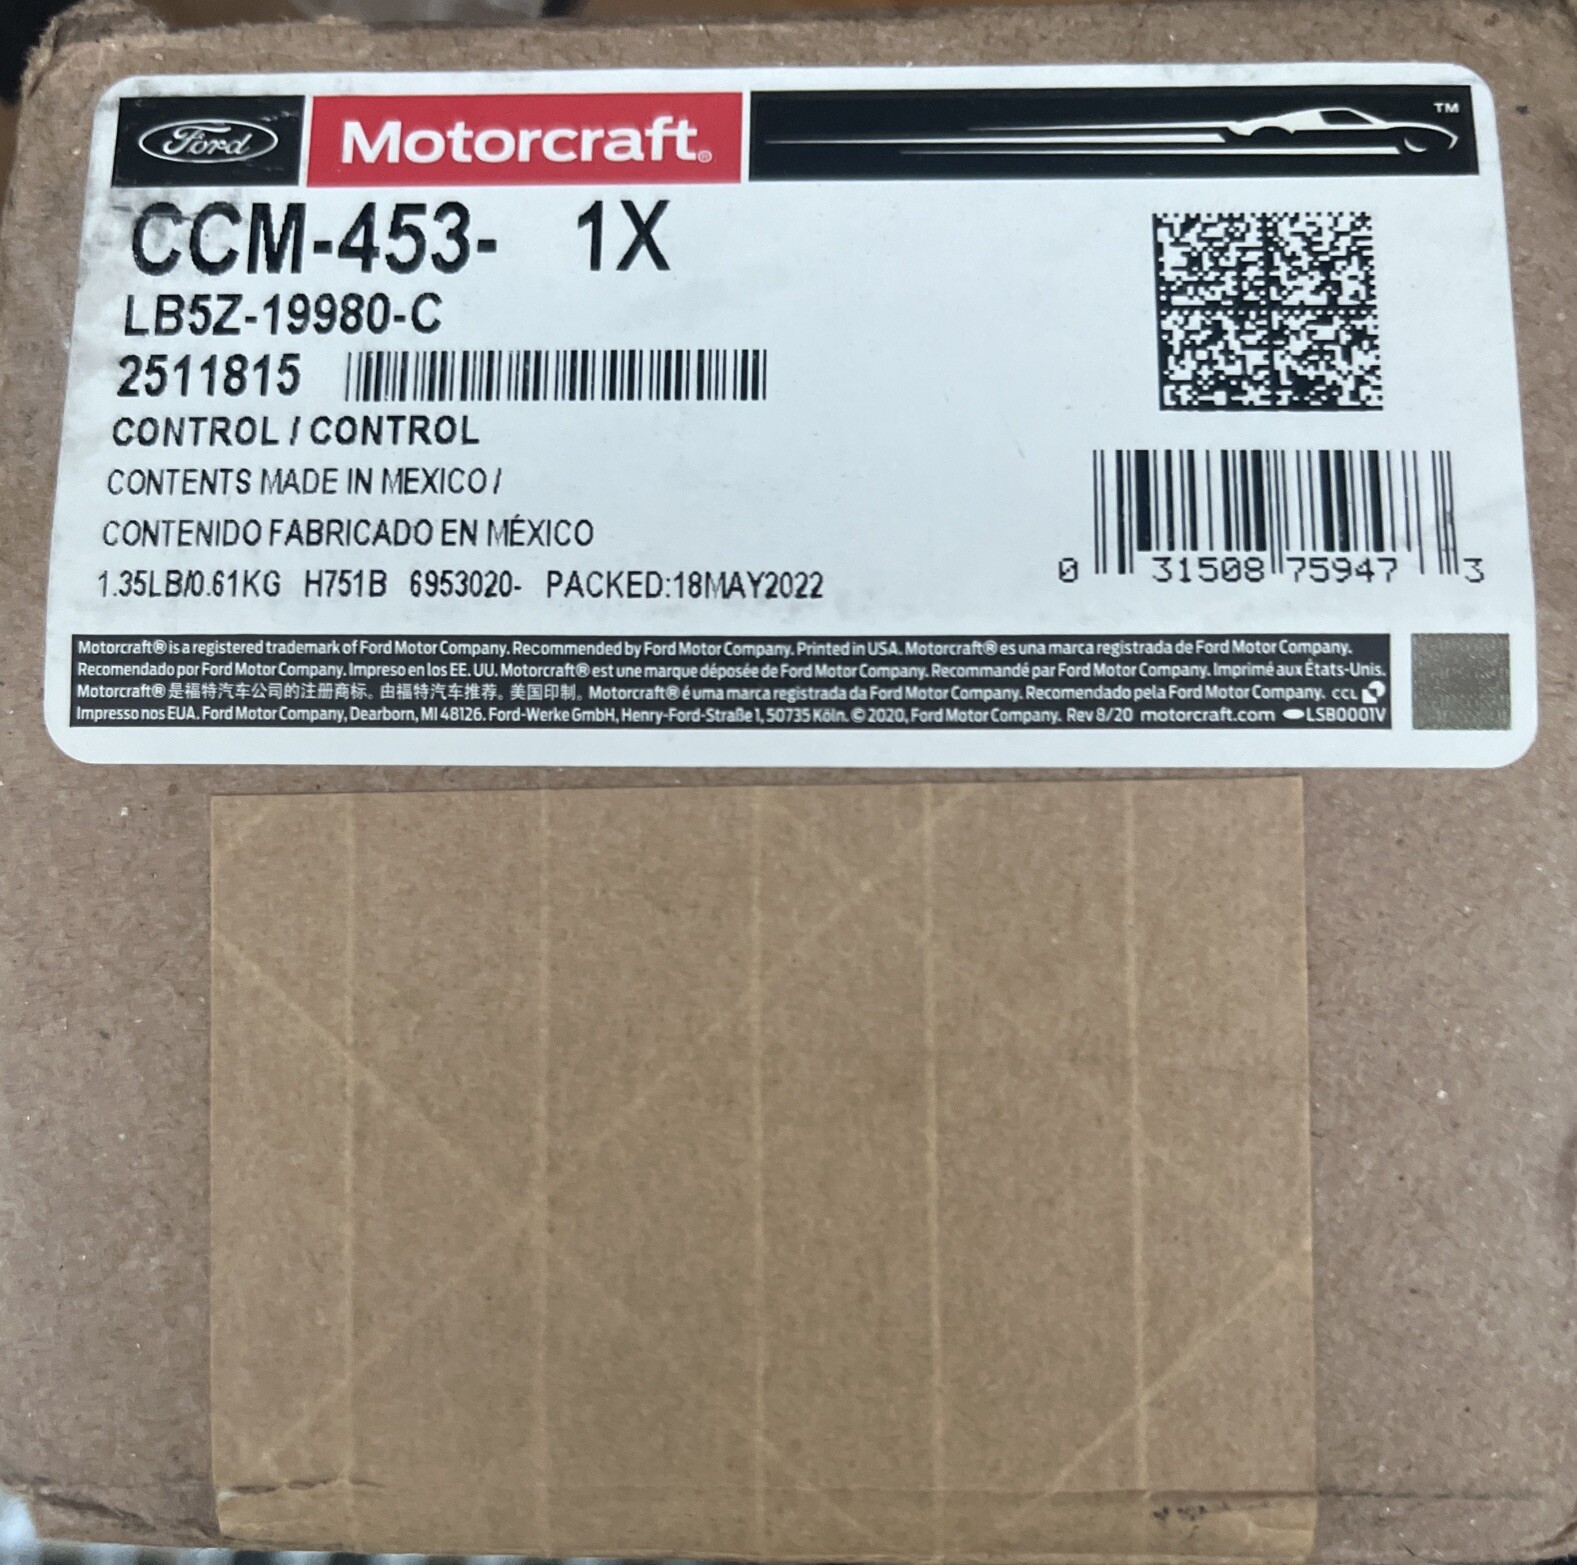 Ford Motorcraft® TM
CCM-453- 1X
LB5Z-19980-C
2511815
CONTROL / CONTROL
CONTENTS MADE IN MEXICO /
CONTENIDO FABRICADO EN MÉXICO
1.35LB/0.61KG H751B 6953020- PACKED:18MAY2022
0 31508 75947 3
Motorcraft® is a registered trademark of Ford Motor Company. Recommended by Ford Motor Company. Printed in USA. Motorcraft® es una marca registrada de Ford Motor Company.
Recomendado por Ford Motor Company. Impreso en los EE. UU. Motorcraft® est une marque déposée de Ford Motor Company. Recommandé par Ford Motor Company. Imprimé aux États-Unis.
Motorcraft® 是福特汽车公司的注册商标。由福特汽车推荐。美国印制。Motorcraft® é uma marca registrada da Ford Motor Company. Recomendado pela Ford Motor Company. CCL
Impresso nos EUA. Ford Motor Company, Dearborn, MI 48126. Ford-Werke GmbH, Henry-Ford-Straße 1, 50735 Köln. © 2020, Ford Motor Company. Rev 8/20 motorcraft.com LSB0001V